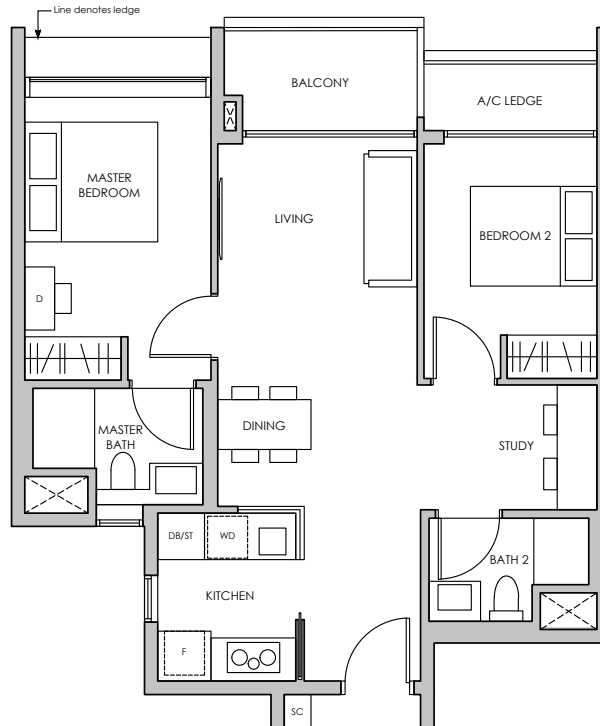 Line denotes ledge
BALCONY
A/C LEDGE
MASTER
BEDROOM
LIVING
BEDROOM 2
D
DINING
MASTER
BATH
STUDY
DB/ST
WD
BATH 2
KITCHEN
F
SC